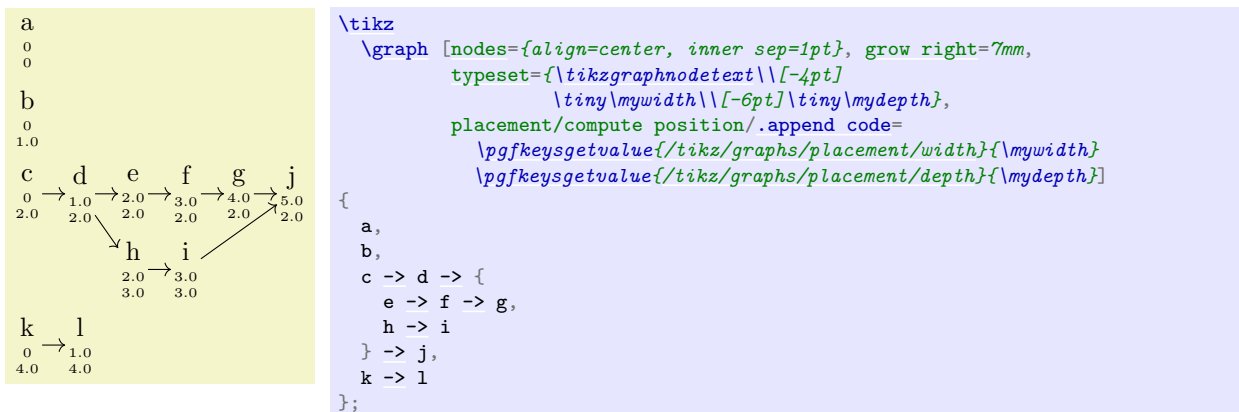 a
0
0
b
0
1.0
c d e f g j
0 1.0 2.0 3.0 4.0 5.0
2.0 2.0 2.0 2.0 2.0 2.0
h i
2.0 3.0
3.0 3.0
k l
0 1.0
4.0 4.0
\tikz
\graph [nodes={align=center, inner sep=1pt}, grow right=7mm,
typeset={\tikzgraphnodetext\\[-4pt]
\tiny\mywidth\\[-6pt]\tiny\mydepth},
placement/compute position/.append code=
\pgfkeysgetvalue{/tikz/graphs/placement/width}{\mywidth}
\pgfkeysgetvalue{/tikz/graphs/placement/depth}{\mydepth}]
{
a,
b,
c -> d -> {
e -> f -> g,
h -> i
} -> j,
k -> l
};